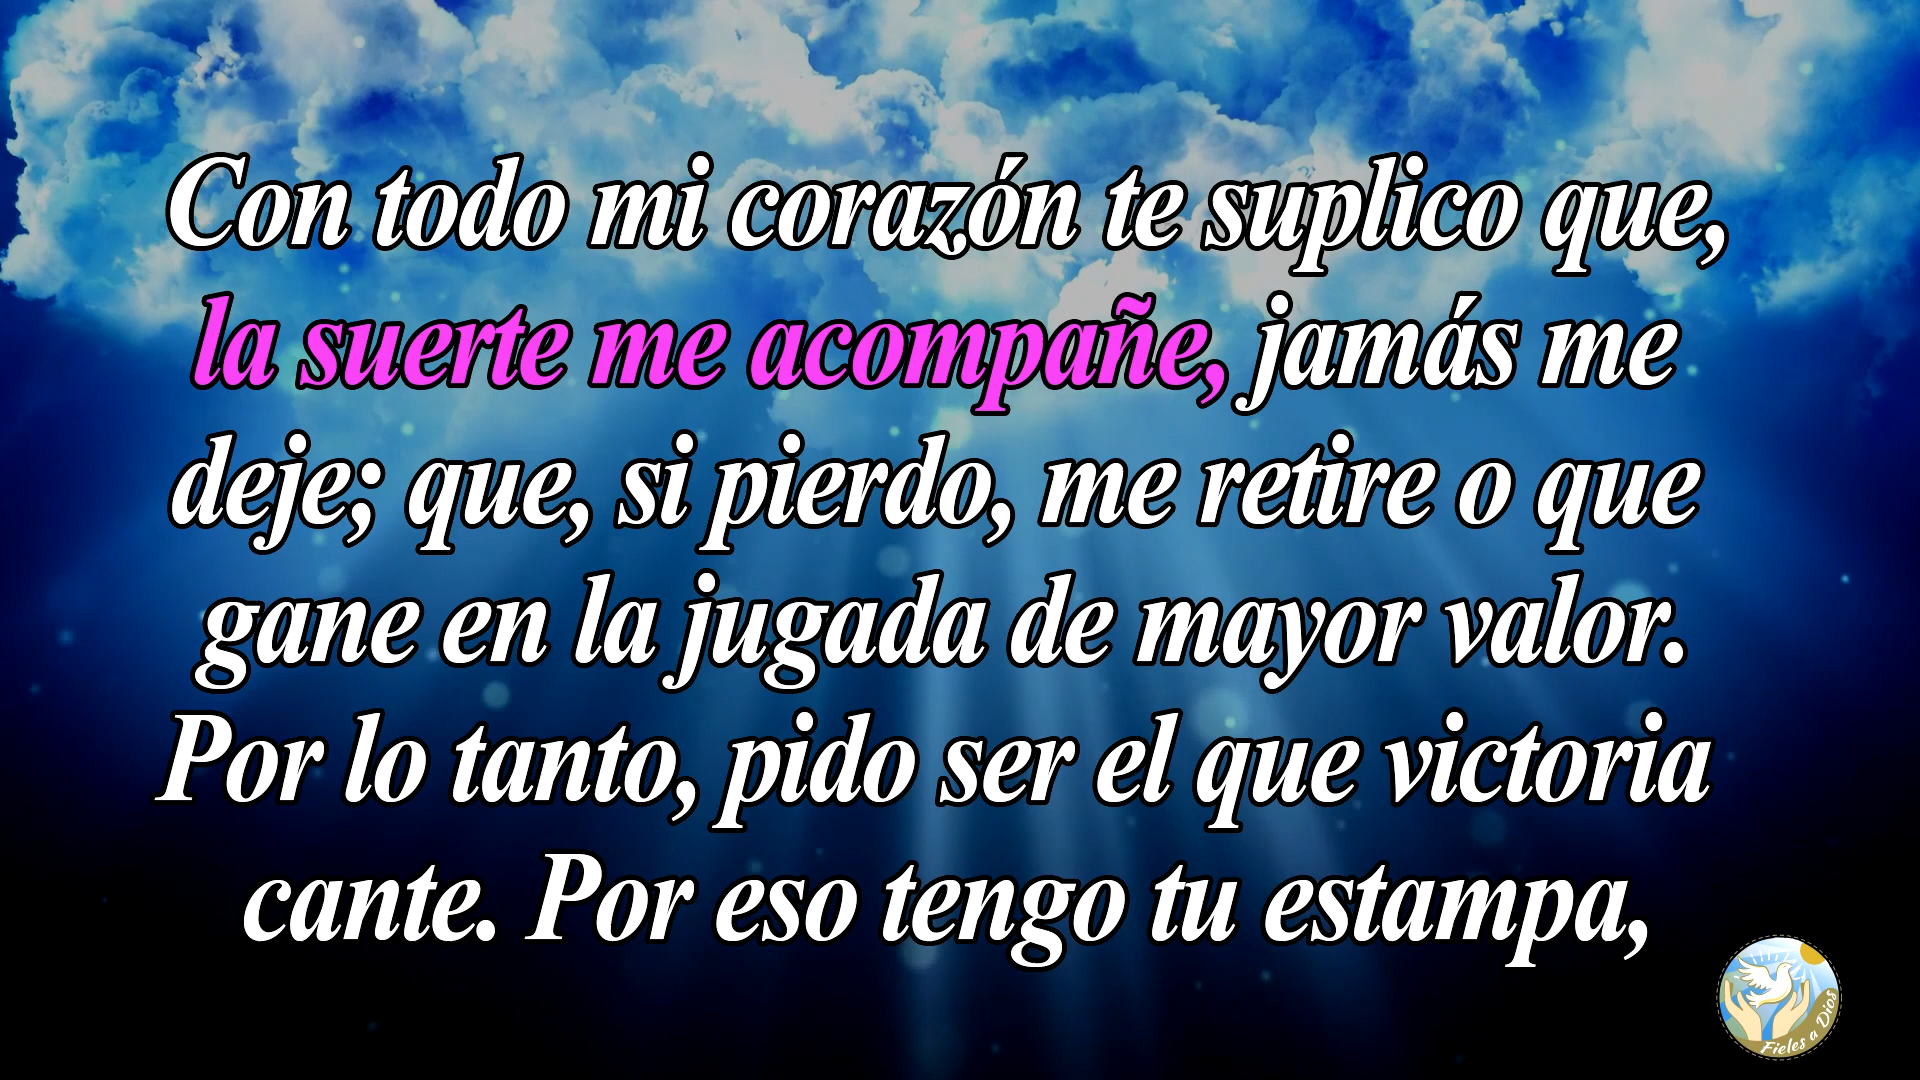 Con todo mi corazón te suplico que,
la suerte me acompañe, jamás me
deje; que, si pierdo, me retire o que
gane en la jugada de mayor valor.
Por lo tanto, pido ser el que victoria
cante. Por eso tengo tu estampa,
Fieles a Dios